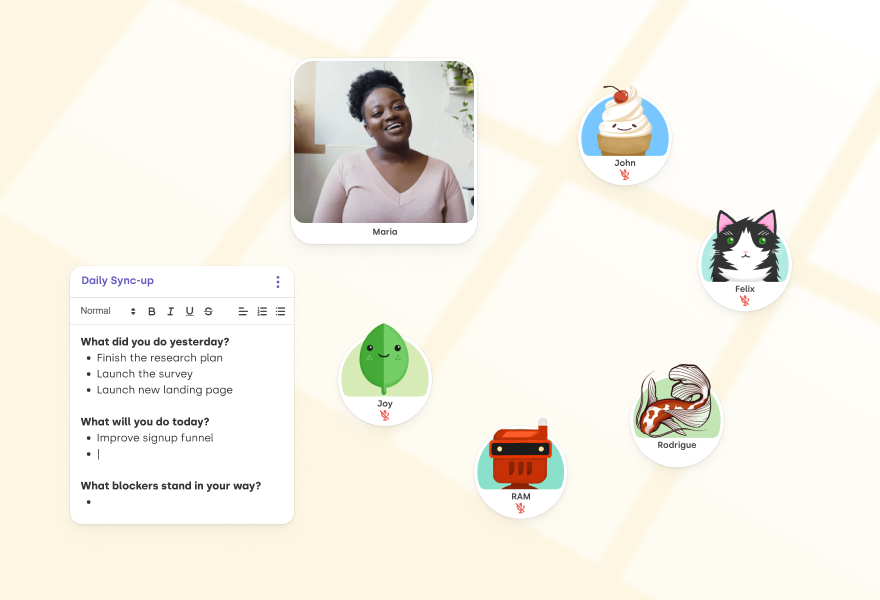 Maria
John
Felix
Daily Sync-up
Normal
B I U S
What did you do yesterday?
Finish the research plan
Launch the survey
Launch new landing page
What will you do today?
Improve signup funnel
What blockers stand in your way?
Joy
Rodrigue
RAM